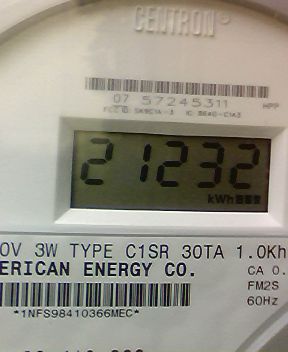 CENTRON®
07 57245311 HPP
21232
kWh
0V 3W TYPE C1SR 30TA 1.0Kh
ERICAN ENERGY CO. CA 0.
FM2S
60Hz
*1NFS98410366MEC*